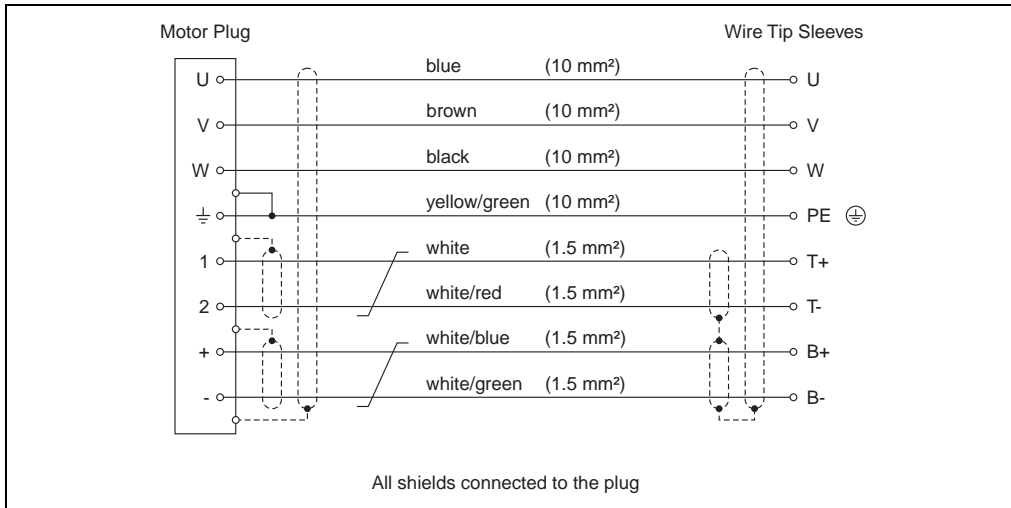 Motor Plug Wire Tip Sleeves
U blue (10 mm²) U
V brown (10 mm²) V
W black (10 mm²) W
yellow/green (10 mm²) PE
1 white (1.5 mm²) T+
2 white/red (1.5 mm²) T-
+ white/blue (1.5 mm²) B+
- white/green (1.5 mm²) B-
All shields connected to the plug